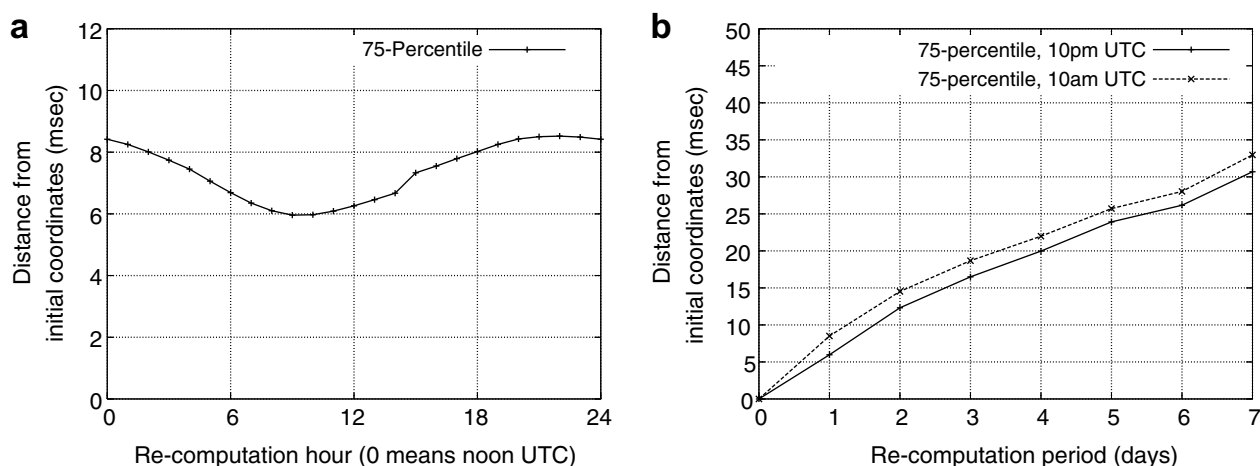 a
12
10
8
6
4
2
0
75-Percentile
0 6 12 18 24
Distance from
initial coordinates (msec)
Re-computation hour (0 means noon UTC)
b
50
45
40
35
30
25
20
15
10
5
0
75-percentile, 10pm UTC
75-percentile, 10am UTC
0 1 2 3 4 5 6 7
Distance from
initial coordinates (msec)
Re-computation period (days)